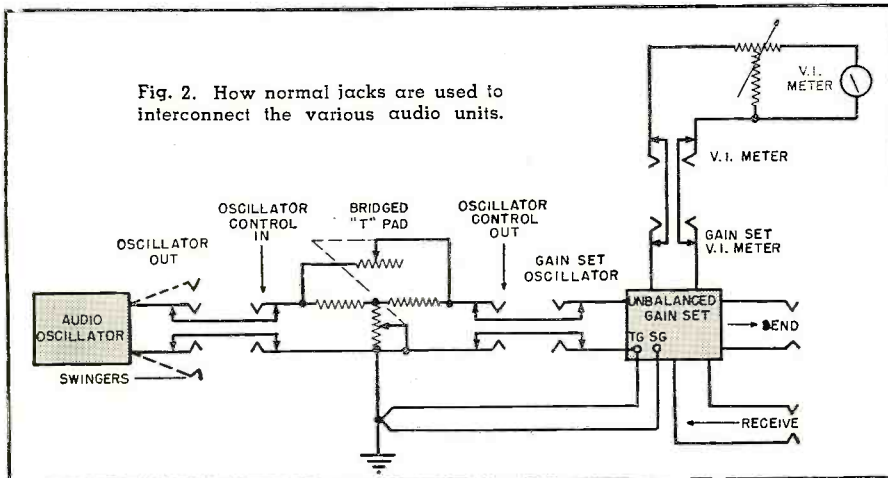 Fig. 2. How normal jacks are used to
interconnect the various audio units.
V.I.
METER
V.I. METER
GAIN SET
V.I. METER
OSCILLATOR
OUT
OSCILLATOR
CONTROL
IN
BRIDGED
"T" PAD
OSCILLATOR
CONTROL
OUT
GAIN SET
OSCILLATOR
AUDIO
OSCILLATOR
SWINGERS
UNBALANCED
GAIN SET
TG SG
SEND
RECEIVE